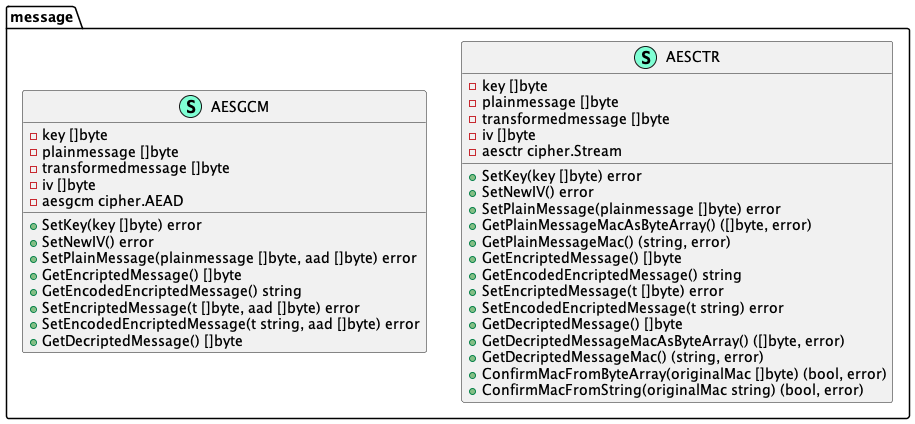 message
S AESGCM
key []byte
plainmessage []byte
transformedmessage []byte
iv []byte
aesgcm cipher.AEAD
SetKey(key []byte) error
SetNewIV() error
SetPlainMessage(plainmessage []byte, aad []byte) error
GetEncriptedMessage() []byte
GetEncodedEncriptedMessage() string
SetEncriptedMessage(t []byte, aad []byte) error
SetEncodedEncriptedMessage(t string, aad []byte) error
GetDecriptedMessage() []byte
S AESCTR
key []byte
plainmessage []byte
transformedmessage []byte
iv []byte
aesctr cipher.Stream
SetKey(key []byte) error
SetNewIV() error
SetPlainMessage(plainmessage []byte) error
GetPlainMessageMacAsByteArray() ([]byte, error)
GetPlainMessageMac() (string, error)
GetEncriptedMessage() []byte
GetEncodedEncriptedMessage() string
SetEncriptedMessage(t []byte) error
SetEncodedEncriptedMessage(t string) error
GetDecriptedMessage() []byte
GetDecriptedMessageMacAsByteArray() ([]byte, error)
GetDecriptedMessageMac() (string, error)
ConfirmMacFromByteArray(originalMac []byte) (bool, error)
ConfirmMacFromString(originalMac string) (bool, error)